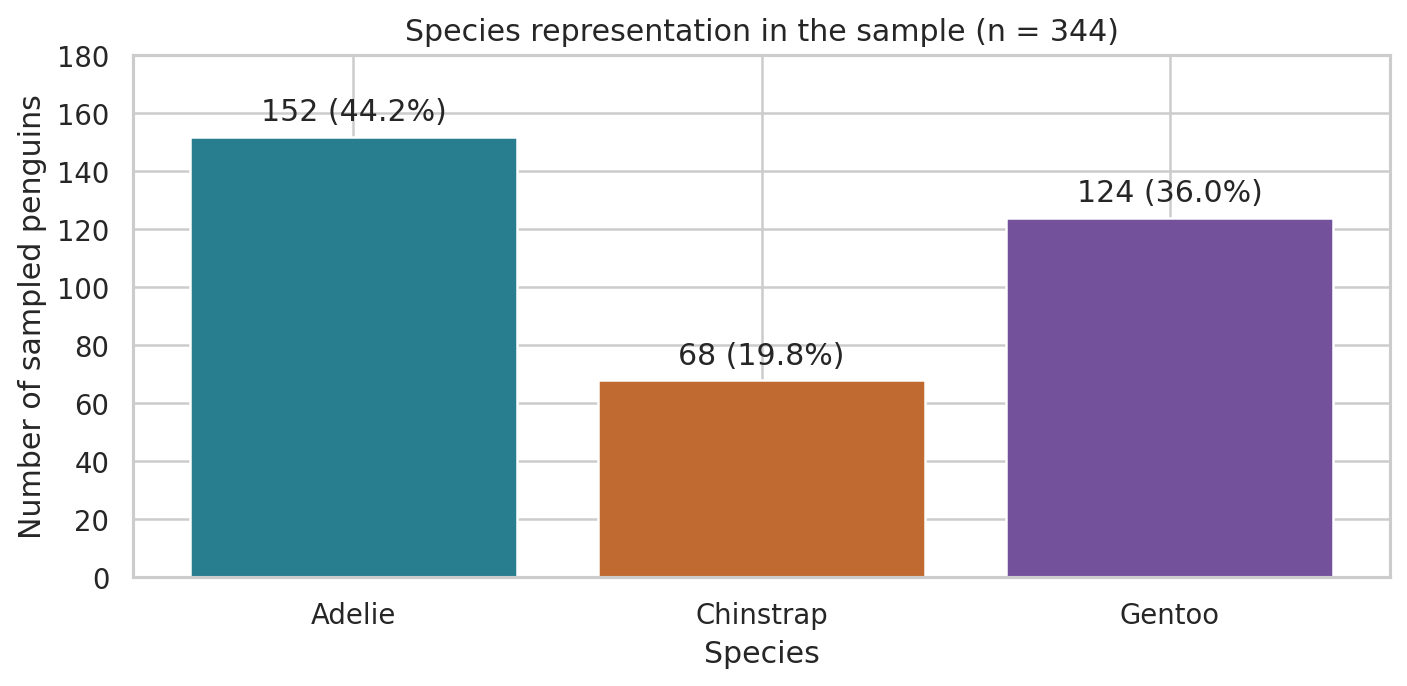 Species representation in the sample (n = 344)
Number of sampled penguins
180
160
140
120
100
80
60
40
20
0
152 (44.2%)
68 (19.8%)
124 (36.0%)
Adelie
Chinstrap
Gentoo
Species